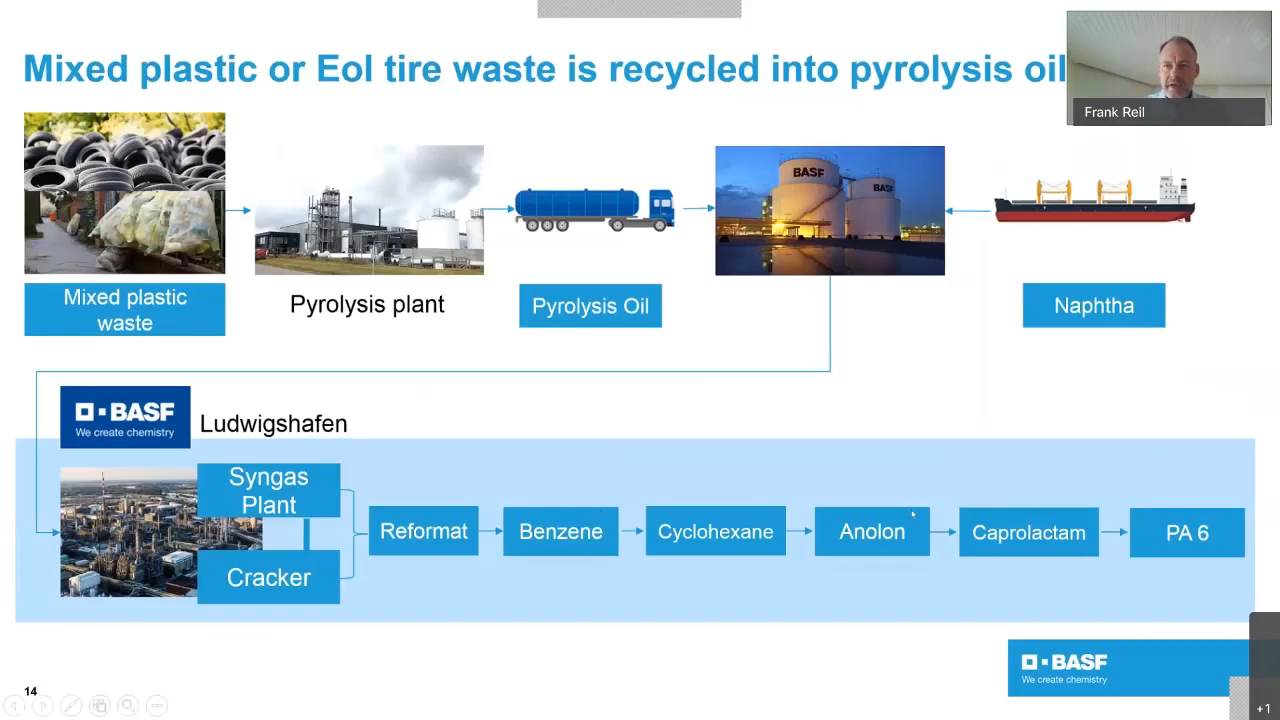 Mixed plastic or Eol tire waste is recycled into pyrolysis oil
Frank Reil
BASF
BASF
Mixed plastic
waste
Pyrolysis plant
Pyrolysis Oil
Naphtha
BASF
We create chemistry
Ludwigshafen
Syngas
Plant
Cracker
Reformat
Benzene
Cyclohexane
Anolon
Caprolactam
PA 6
BASF
We create chemistry
14
+1